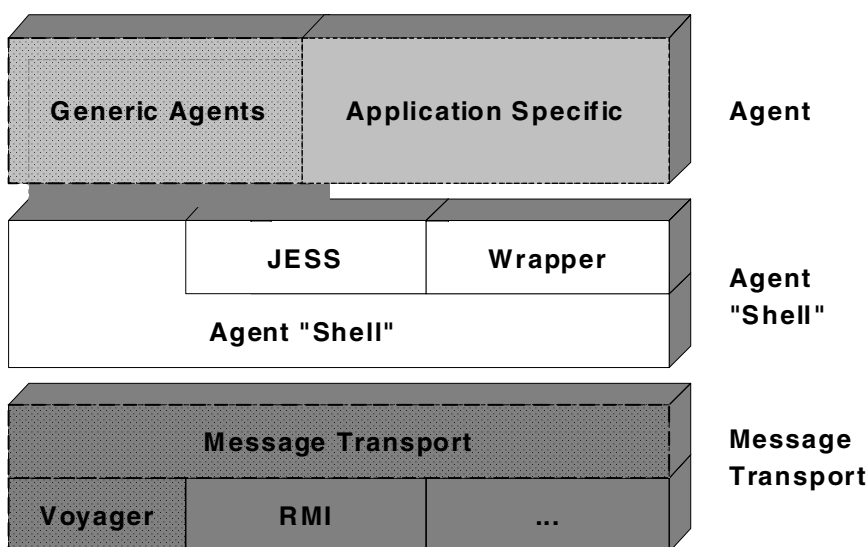 Generic Agents
Application Specific
Agent
JESS
Wrapper
Agent "Shell"
Agent
"Shell"
Message Transport
Message
Transport
Voyager
RMI
...